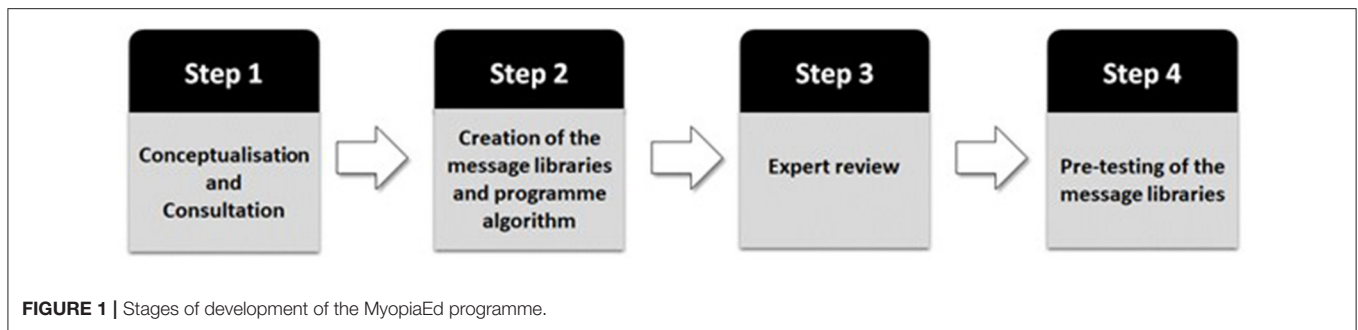 Step 1
Conceptualisation
and
Consultation
Step 2
Creation of the
message libraries
and programme
algorithm
Step 3
Expert review
Step 4
Pre-testing of the
message libraries
FIGURE 1 | Stages of development of the MyopiaEd programme.